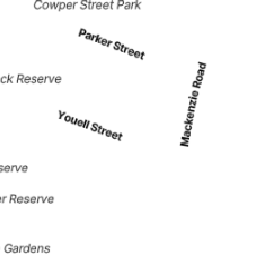 Cowper Street Park
Parker Street
ck Reserve
Mackenzie Road
Youell Street
serve
r Reserve
Gardens